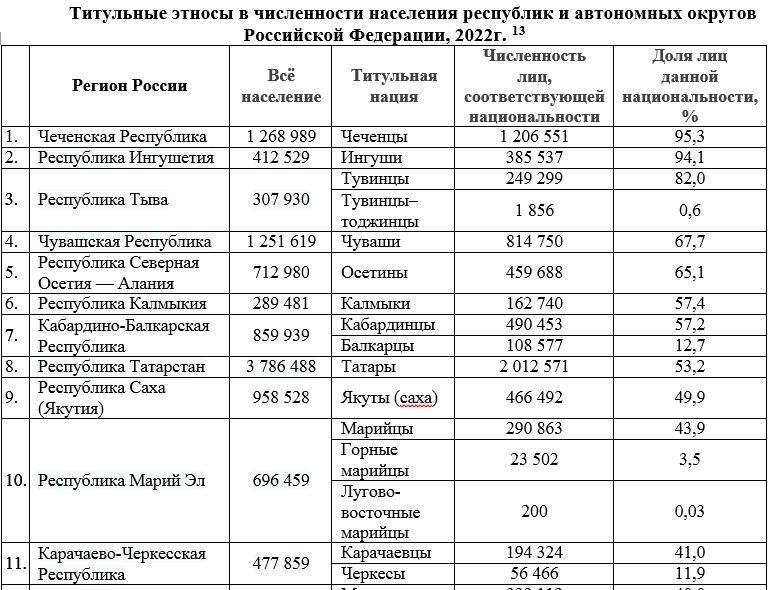 Титульные этносы в численности населения республик и автономных округов
Российской Федерации, 2022г. 13
Регион России
Всё
население
Титульная
нация
Численность
лиц,
соответствующей
национальности
Доля лиц
данной
национальности,
%
1. Чеченская Республика 1 268 989 Чеченцы 1 206 551 95,3
2. Республика Ингушетия 412 529 Ингуши 385 537 94,1
3. Республика Тыва 307 930
Тувинцы 249 299 82,0
Тувинцы–
тоджинцы
1 856 0,6
4. Чувашская Республика 1 251 619 Чуваши 814 750 67,7
5. Республика Северная
Осетия — Алания
712 980 Осетины 459 688 65,1
6. Республика Калмыкия 289 481 Калмыки 162 740 57,4
7. Кабардино-Балкарская
Республика
859 939
Кабардинцы 490 453 57,2
Балкарцы 108 577 12,7
8. Республика Татарстан 3 786 488 Татары 2 012 571 53,2
9. Республика Саха
(Якутия)
958 528 Якуты (саха) 466 492 49,9
10. Республика Марий Эл 696 459
Марийцы 290 863 43,9
Горные
марийцы
23 502 3,5
Лугово-
восточные
марийцы
200 0,03
11. Карачаево-Черкесская
Республика
477 859
Карачаевцы 194 324 41,0
Черкесы 56 466 11,9